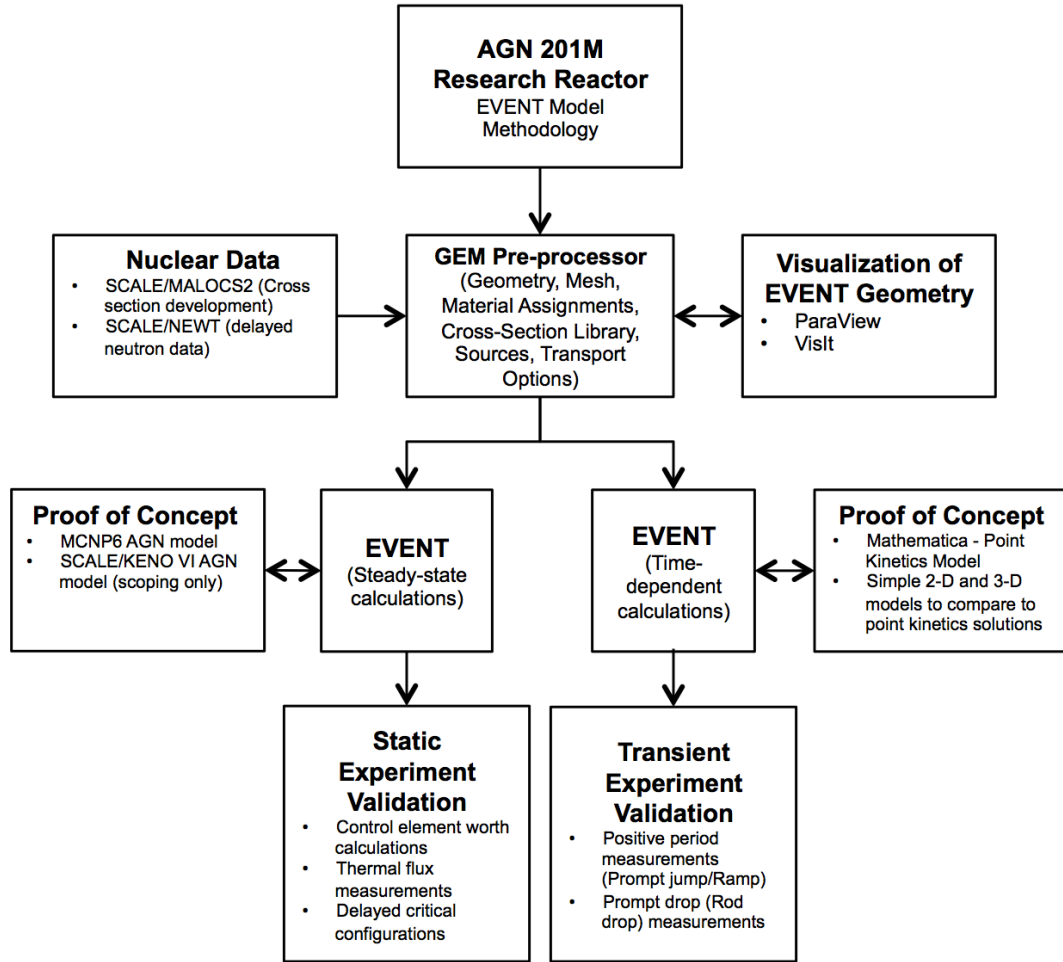 AGN 201M
Research Reactor
EVENT Model
Methodology
Nuclear Data
• SCALE/MALOCS2 (Cross
section development)
• SCALE/NEWT (delayed
neutron data)
GEM Pre-processor
(Geometry, Mesh,
Material Assignments,
Cross-Section Library,
Sources, Transport
Options)
Visualization of
EVENT Geometry
• ParaView
• VisIt
Proof of Concept
• MCNP6 AGN model
• SCALE/KENO VI AGN
model (scoping only)
EVENT
(Steady-state
calculations)
EVENT
(Time-
dependent
calculations)
Proof of Concept
• Mathematica - Point
Kinetics Model
• Simple 2-D and 3-D
models to compare to
point kinetics solutions
Static
Experiment
Validation
• Control element worth
calculations
• Thermal flux
measurements
• Delayed critical
configurations
Transient
Experiment
Validation
• Positive period
measurements
(Prompt jump/Ramp)
• Prompt drop (Rod
drop) measurements